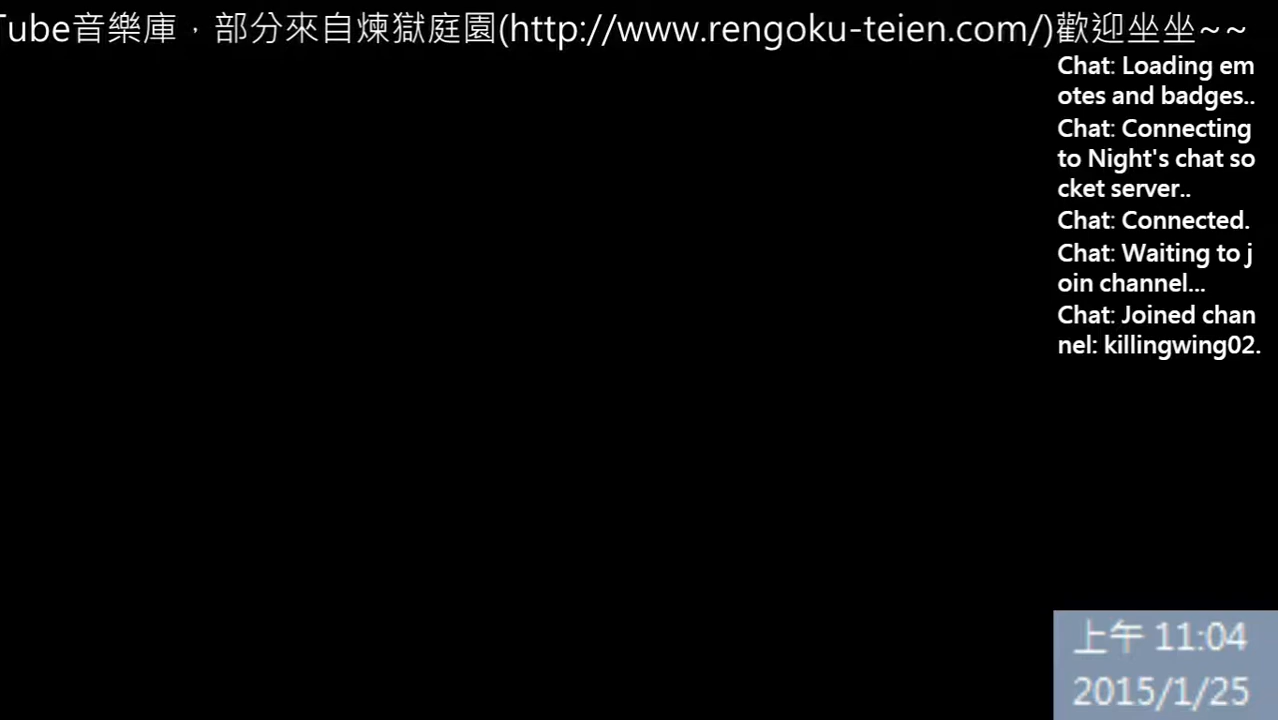 Tube音樂庫，部分來自煉獄庭園(http://www.rengoku-teien.com/)歡迎坐坐~~
Chat: Loading em
otes and badges..
Chat: Connecting
to Night's chat so
cket server..
Chat: Connected.
Chat: Waiting to j
oin channel...
Chat: Joined chan
nel: killingwing02.
上午 11:04
2015/1/25